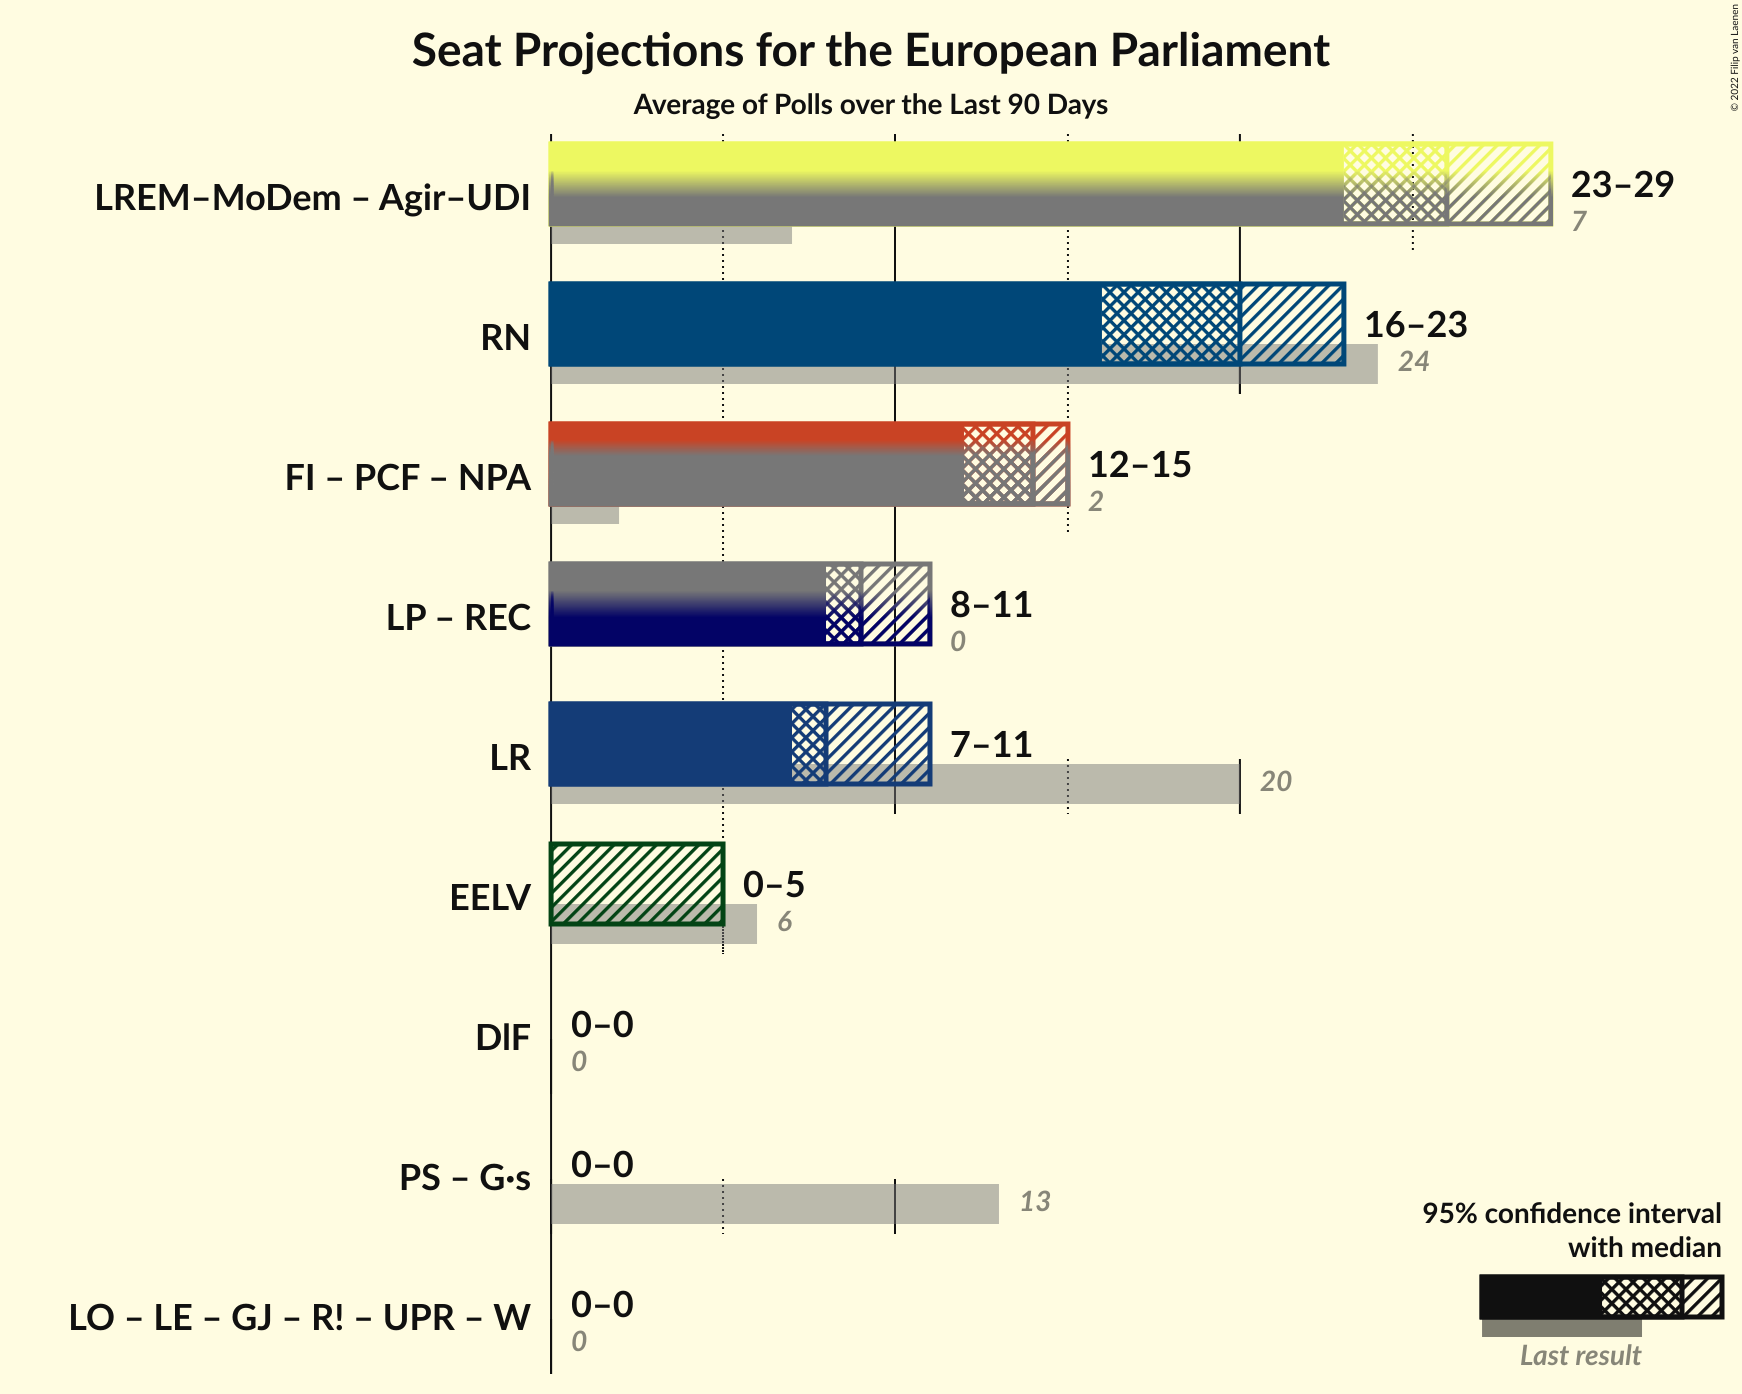 Seat Projections for the European Parliament
Average of Polls over the Last 90 Days
© 2022 Filip van Laenen
LREM–MoDem – Agir–UDI
23–29
7
RN
16–23
24
FI – PCF – NPA
12–15
2
LP – REC
8–11
0
LR
7–11
20
EELV
0–5
6
DlF
0–0
0
PS – G·s
0–0
13
LO – LE – GJ – R! – UPR – W
0–0
0
95% confidence interval
with median
Last result